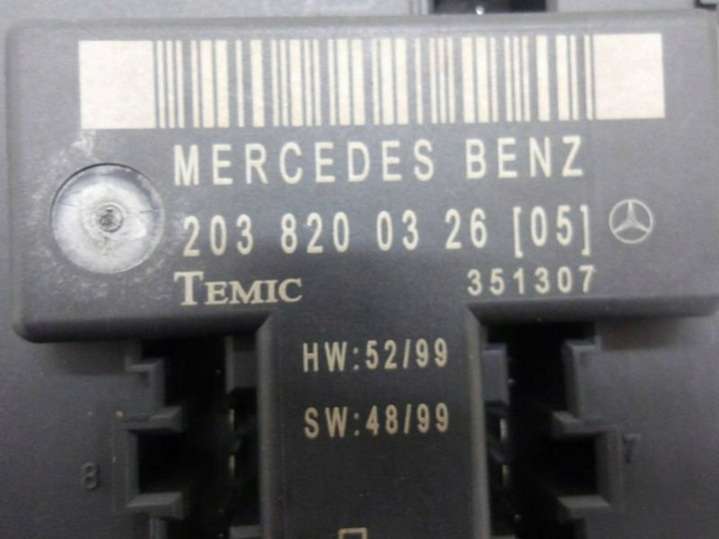 MERCEDES BENZ
203 820 03 26 [05]
TEMIC 351307
HW:52/99
SW:48/99
8 7